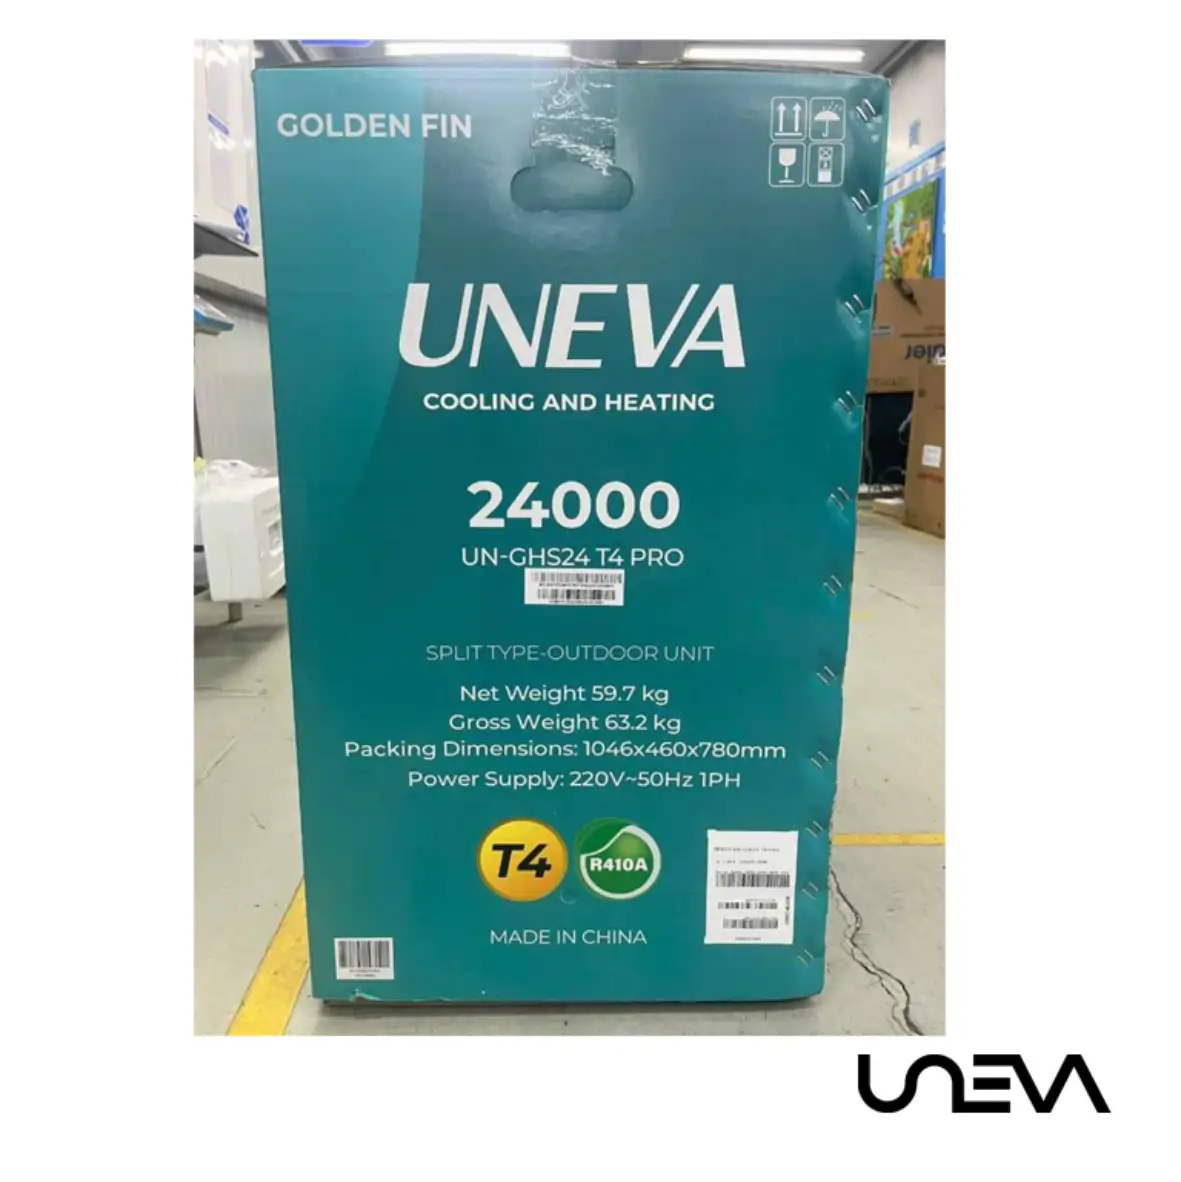 GOLDEN FIN
UNEVA
COOLING AND HEATING
24000
UN-GHS24 T4 PRO
SPLIT TYPE-OUTDOOR UNIT
Net Weight 59.7 kg
Gross Weight 63.2 kg
Packing Dimensions: 1046x460x780mm
Power Supply: 220V~50Hz 1PH
T4
R410A
MADE IN CHINA
UNEVA